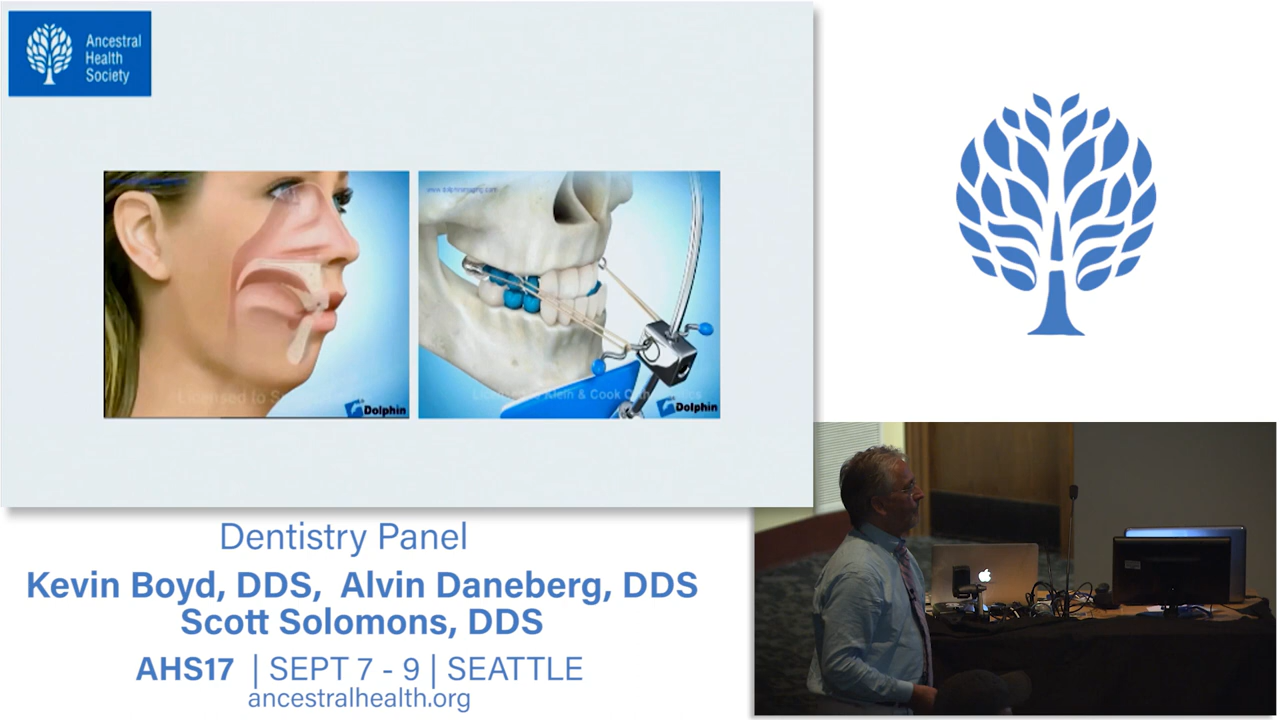 Ancestral
Health
Society
Dolphin
Dolphin
Dentistry Panel
Kevin Boyd, DDS, Alvin Daneberg, DDS
Scott Solomons, DDS
AHS17 | SEPT 7 - 9 | SEATTLE
ancestralhealth.org